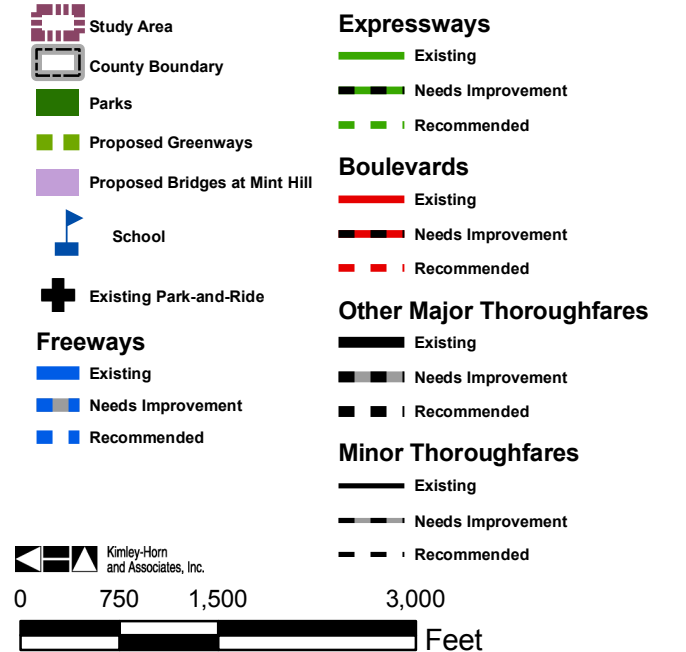 Study Area
County Boundary
Parks
Proposed Greenways
Proposed Bridges at Mint Hill
School
Existing Park-and-Ride
Freeways
Existing
Needs Improvement
Recommended
Expressways
Existing
Needs Improvement
Recommended
Boulevards
Existing
Needs Improvement
Recommended
Other Major Thoroughfares
Existing
Needs Improvement
Recommended
Minor Thoroughfares
Existing
Needs Improvement
Recommended
Kimley-Horn
and Associates, Inc.
0 750 1,500 3,000
Feet